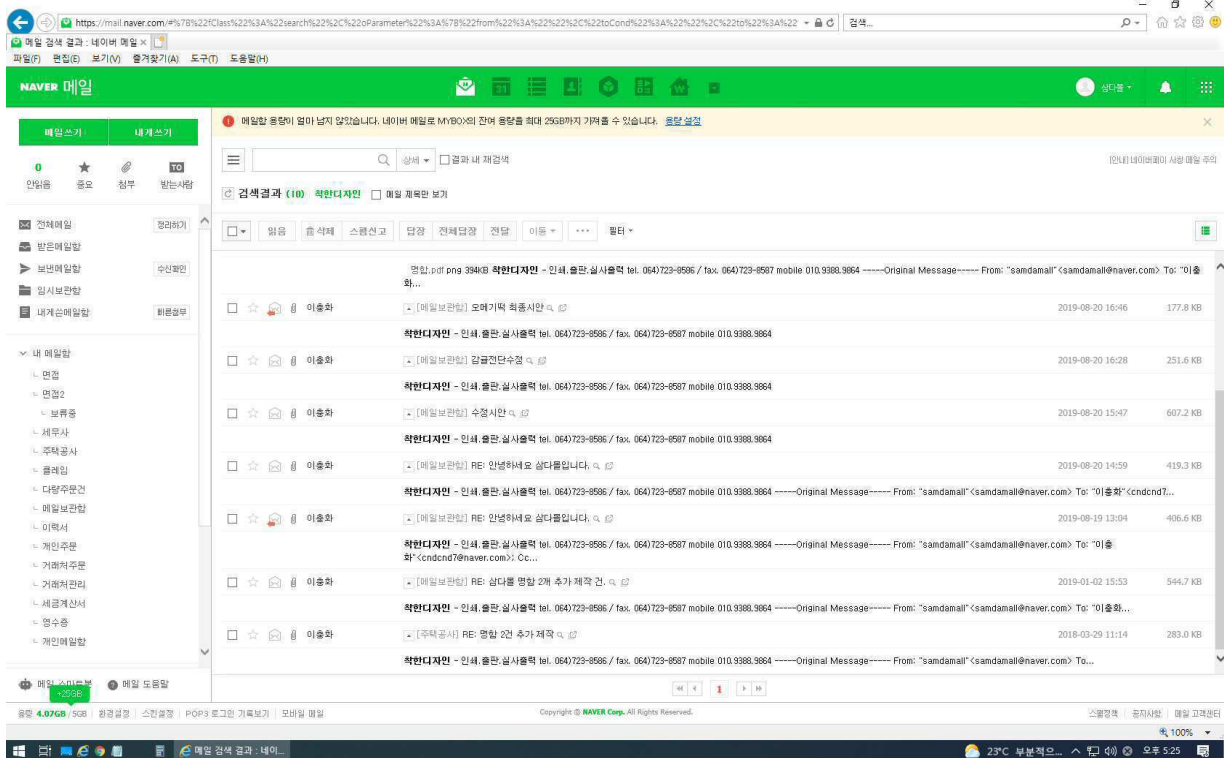 https://mail.naver.com/#%7B%22fClass%22%3A%22search%22%2C%22oParameter%22%3A%7B%22from%22%3A%22%22%2C%22toCond%22%3A%22%22%2C%22to%22%3A%22
검색...
메일 검색 결과 : 네이버 메일
파일(F) 편집(E) 보기(V) 즐겨찾기(A) 도구(T) 도움말(H)
NAVER 메일
삼다몰
메일쓰기 내게쓰기
메일함 용량이 얼마 남지 않았습니다. 네이버 메일로 MYBOX의 잔여 용량을 최대 25GB까지 가져올 수 있습니다. 용량 설정
0 TO
안읽음 중요 첨부 받는사람
상세 결과 내 재검색
[안내] 네이버페이 사칭 메일 주의
검색결과 (10) 착한디자인 메일 제목만 보기
읽음 삭제 스팸신고 답장 전체답장 전달 이동 ··· 필터
전체메일 정리하기
받은메일함
보낸메일함 수신확인
임시보관함
내게쓴메일함 빠른첨부
내 메일함
면접
면접2
보류중
세무사
주택공사
클레임
다량주문건
메일보관함
이력서
개인주문
거래처주문
거래처관리
세금계산서
영수증
개인메일함
명함.pdf png 394KB 착한디자인 - 인쇄.출판.실사출력 tel. 064)723-8586 / fax. 064)723-8587 mobile 010.9388.9864 -----Original Message----- From: "samdamall"<samdamall@naver.com> To: "이충
화...
이충화 [메일보관함] 오메기떡 최종시안 2019-08-20 16:46 177.8 KB
착한디자인 - 인쇄.출판.실사출력 tel. 064)723-8586 / fax. 064)723-8587 mobile 010.9388.9864
이충화 [메일보관함] 감귤전단수정 2019-08-20 16:28 251.6 KB
착한디자인 - 인쇄.출판.실사출력 tel. 064)723-8586 / fax. 064)723-8587 mobile 010.9388.9864
이충화 [메일보관함] 수정시안 2019-08-20 15:47 607.2 KB
착한디자인 - 인쇄.출판.실사출력 tel. 064)723-8586 / fax. 064)723-8587 mobile 010.9388.9864
이충화 [메일보관함] RE: 안녕하세요 삼다몰입니다. 2019-08-20 14:59 419.3 KB
착한디자인 - 인쇄.출판.실사출력 tel. 064)723-8586 / fax. 064)723-8587 mobile 010.9388.9864 -----Original Message----- From: "samdamall"<samdamall@naver.com> To: "이충화"<cndcnd7...
이충화 [메일보관함] RE: 안녕하세요 삼다몰입니다. 2019-08-19 13:04 406.6 KB
착한디자인 - 인쇄.출판.실사출력 tel. 064)723-8586 / fax. 064)723-8587 mobile 010.9388.9864 -----Original Message----- From: "samdamall"<samdamall@naver.com> To: "이충
화"<cndcnd7@naver.com>; Cc...
이충화 [메일보관함] RE: 삼다몰 명함 2개 추가 제작 건. 2019-01-02 15:53 544.7 KB
착한디자인 - 인쇄.출판.실사출력 tel. 064)723-8586 / fax. 064)723-8587 mobile 010.9388.9864 -----Original Message----- From: "samdamall"<samdamall@naver.com> To: "이충화...
이충화 [주택공사] RE: 명함 2건 추가 제작 2018-03-29 11:14 283.0 KB
착한디자인 - 인쇄.출판.실사출력 tel. 064)723-8586 / fax. 064)723-8587 mobile 010.9388.9864 -----Original Message----- From: "samdamall"<samdamall@naver.com> To...
1
메일 도움말
+25GB
용량 4.07GB / 5GB 환경설정 스킨설정 POP3 로그인 기록보기 모바일 메일
Copyright © NAVER Corp. All Rights Reserved.
스팸정책 공지사항 메일 고객센터
100%
메일 검색 결과 : 네이...
23°C 부분적으... 오후 5:25